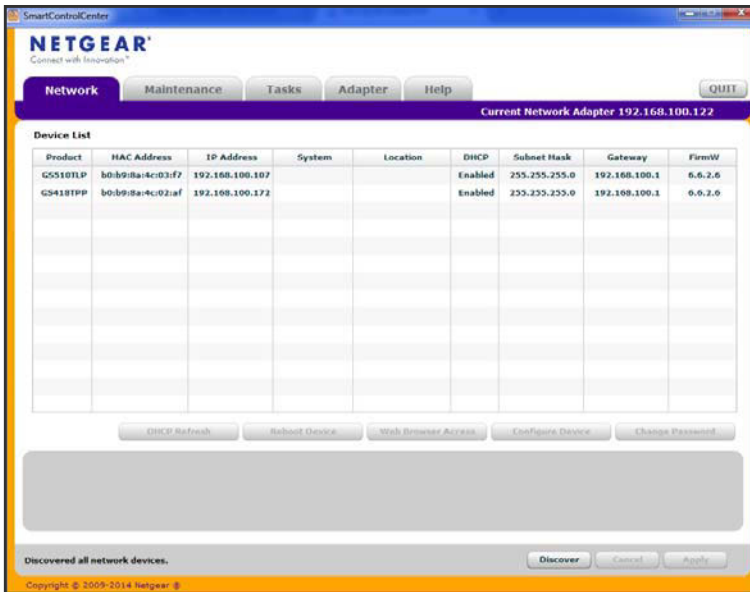 SmartControlCenter
NETGEAR®
Connect with Innovation™
Network Maintenance Tasks Adapter Help QUIT
Current Network Adapter 192.168.100.122
Device List
Product MAC Address IP Address System Location DHCP Subnet Mask Gateway FirmW
GS510TLP b0:b9:8a:4c:03:f7 192.168.100.107 Enabled 255.255.255.0 192.168.100.1 6.6.2.6
GS418TPP b0:b9:8a:4c:02:af 192.168.100.172 Enabled 255.255.255.0 192.168.100.1 6.6.2.6
DHCP Refresh Reboot Device Web Browser Access Configure Device Change Password
Discovered all network devices. Discover Cancel Apply
Copyright © 2009-2014 Netgear ®